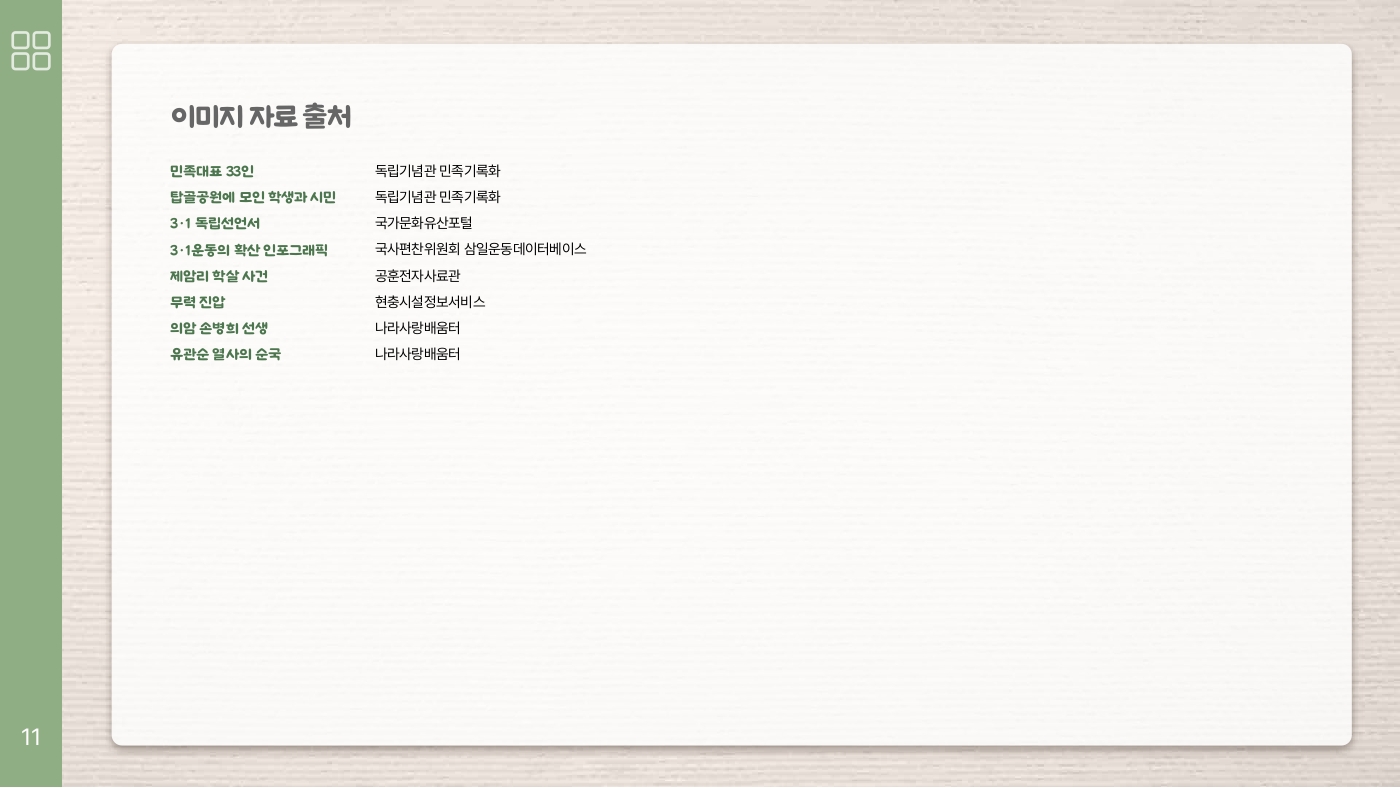 이미지 자료 출처
민족대표 33인 독립기념관 민족기록화
탑골공원에 모인 학생과 시민 독립기념관 민족기록화
3·1 독립선언서 국가문화유산포털
3·1운동의 확산 인포그래픽 국사편찬위원회 삼일운동데이터베이스
제암리 학살 사건 공훈전자사료관
무력 진압 현충시설정보서비스
의암 손병희 선생 나라사랑배움터
유관순 열사의 순국 나라사랑배움터
11